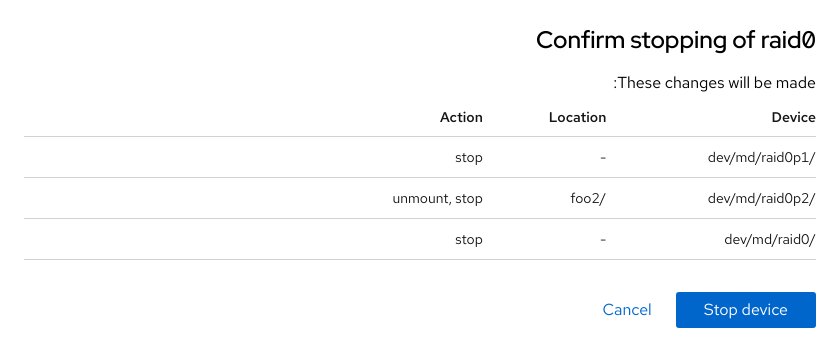 Confirm stopping of raid0
:These changes will be made
Action Location Device
stop - dev/md/raid0p1/
unmount, stop foo2/ dev/md/raid0p2/
stop - dev/md/raid0/
Cancel Stop device